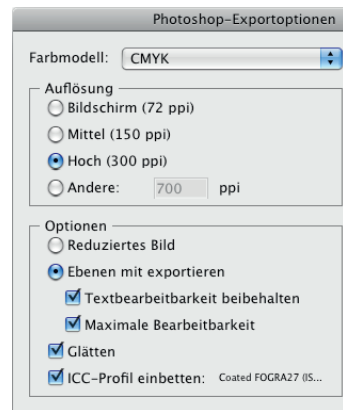 Photoshop-Exportoptionen
Farbmodell: CMYK
Auflösung
Bildschirm (72 ppi)
Mittel (150 ppi)
Hoch (300 ppi)
Andere: 700 ppi
Optionen
Reduziertes Bild
Ebenen mit exportieren
Textbearbeitbarkeit beibehalten
Maximale Bearbeitbarkeit
Glätten
ICC-Profil einbetten: Coated FOGRA27 (IS...